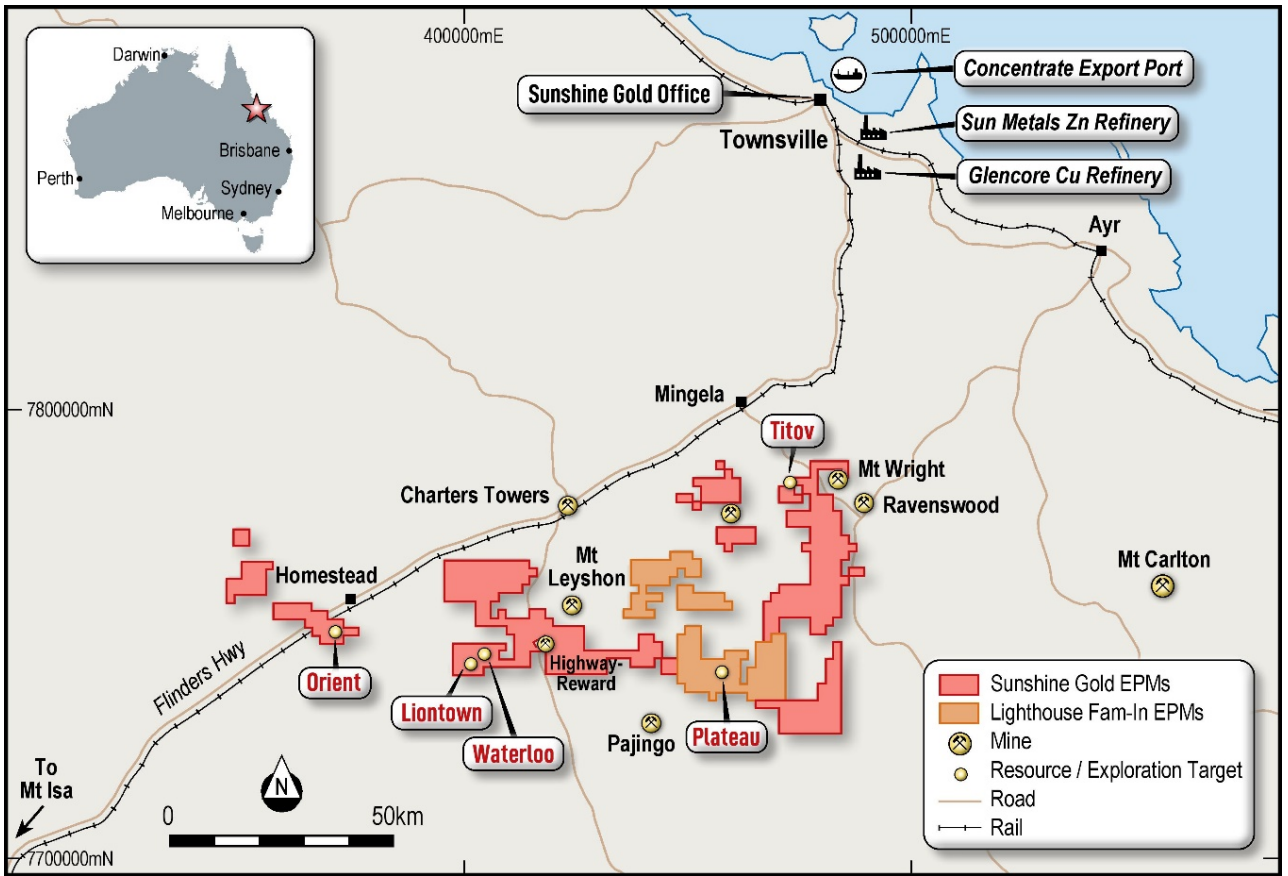 400000mE
500000mE
Darwin
Brisbane
Perth
Sydney
Melbourne
Concentrate Export Port
Sunshine Gold Office
Sun Metals Zn Refinery
Townsville
Glencore Cu Refinery
Ayr
Mingela
7800000mN
Titov
Mt Wright
Charters Towers
Ravenswood
Mt
Leyshon
Mt Carlton
Homestead
Highway-
Reward
Flinders Hwy
Orient
Liontown
Waterloo
Pajingo
Plateau
Sunshine Gold EPMs
Lighthouse Fam-In EPMs
Mine
Resource / Exploration Target
Road
Rail
To
Mt Isa
N
0
50km
7700000mN